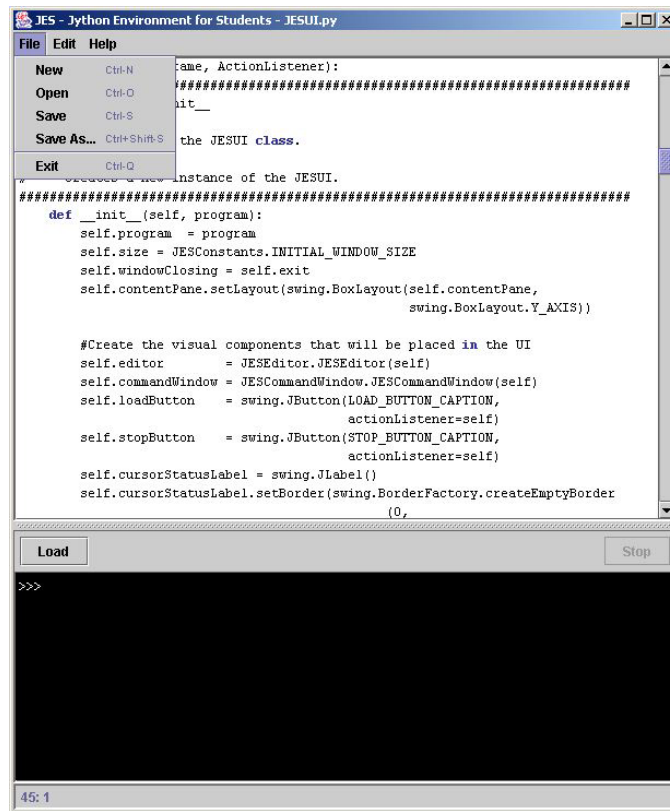 JES - Jython Environment for Students - JESUI.py
File Edit Help
New Ctrl-N
Open Ctrl-O
Save Ctrl-S
Save As... Ctrl+Shift-S
Exit Ctrl-Q
ame, ActionListener):
################################################################
it__
the JESUI class.
# Creates a new instance of the JESUI.
################################################################################
def __init__(self, program):
self.program = program
self.size = JESConstants.INITIAL_WINDOW_SIZE
self.windowClosing = self.exit
self.contentPane.setLayout(swing.BoxLayout(self.contentPane,
swing.BoxLayout.Y_AXIS))
#Create the visual components that will be placed in the UI
self.editor = JESEditor.JESEditor(self)
self.commandWindow = JESCommandWindow.JESCommandWindow(self)
self.loadButton = swing.JButton(LOAD_BUTTON_CAPTION,
actionListener=self)
self.stopButton = swing.JButton(STOP_BUTTON_CAPTION,
actionListener=self)
self.cursorStatusLabel = swing.JLabel()
self.cursorStatusLabel.setBorder(swing.BorderFactory.createEmptyBorder
(0,
Load Stop
>>>
45: 1